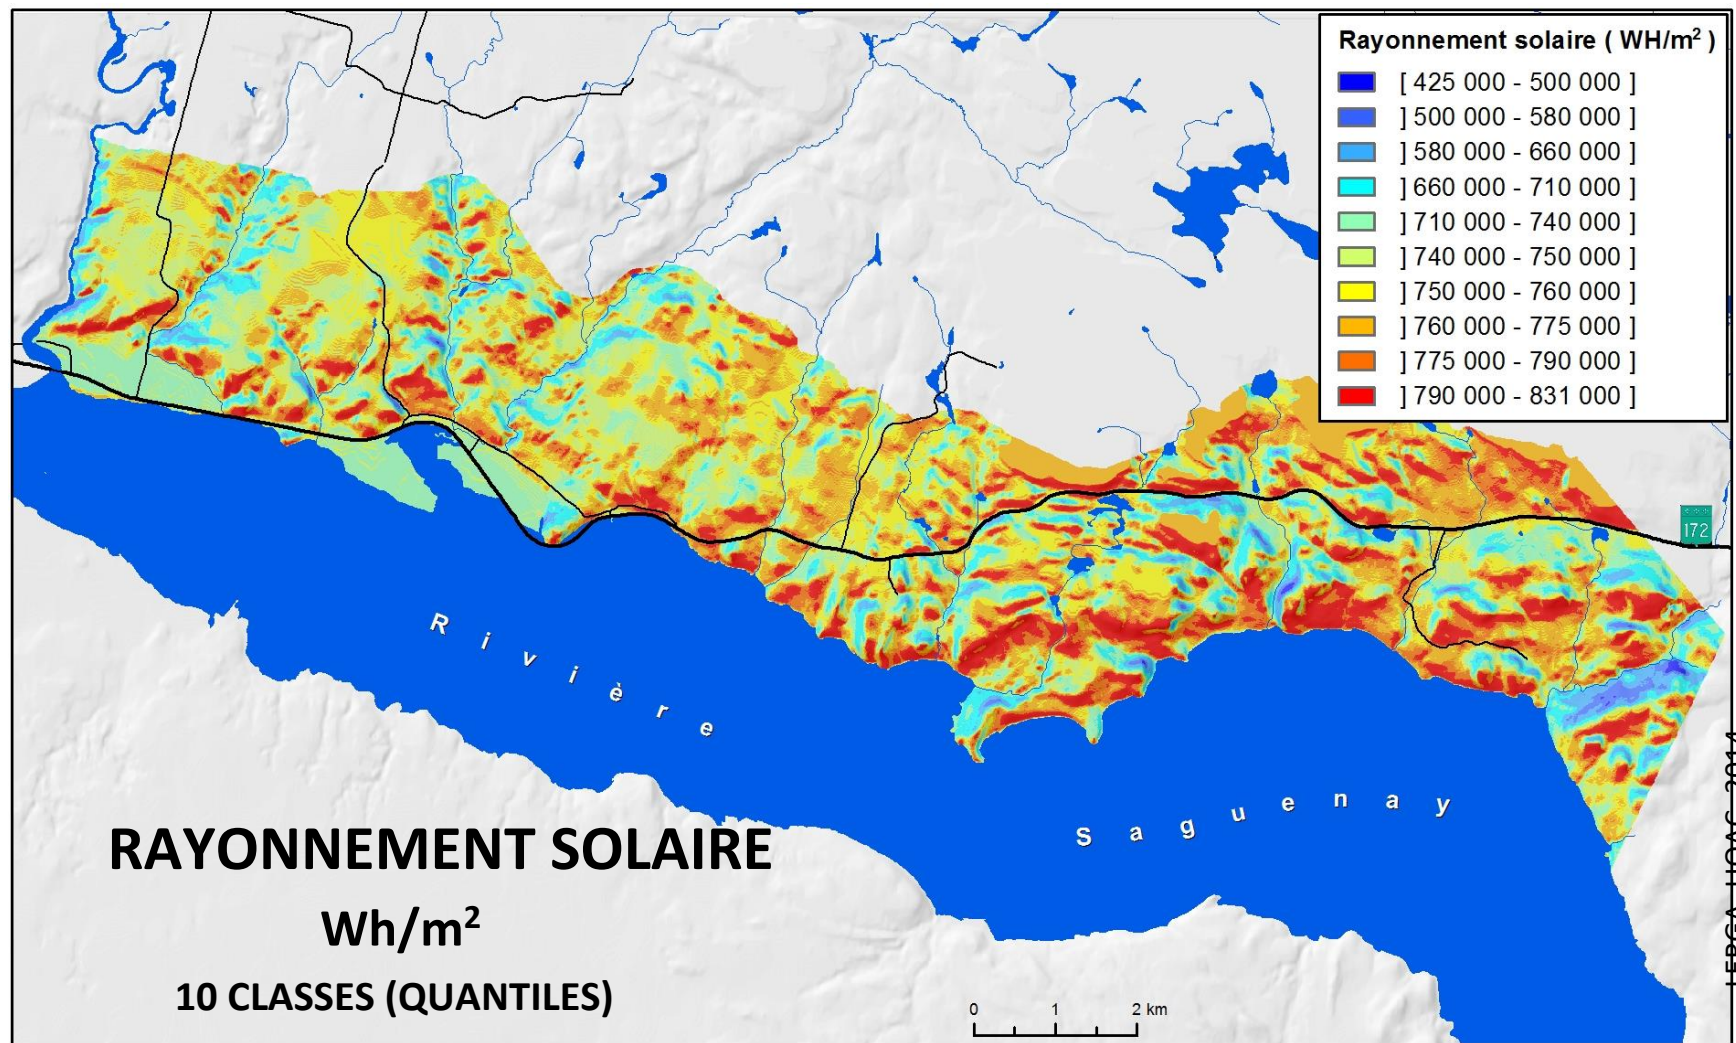 Rayonnement solaire ( WH/m² )
[ 425 000 - 500 000 ]
] 500 000 - 580 000 ]
] 580 000 - 660 000 ]
] 660 000 - 710 000 ]
] 710 000 - 740 000 ]
] 740 000 - 750 000 ]
] 750 000 - 760 000 ]
] 760 000 - 775 000 ]
] 775 000 - 790 000 ]
] 790 000 - 831 000 ]
172
Rivière
Saguenay
RAYONNEMENT SOLAIRE
Wh/m²
10 CLASSES (QUANTILES)
0 1 2 km